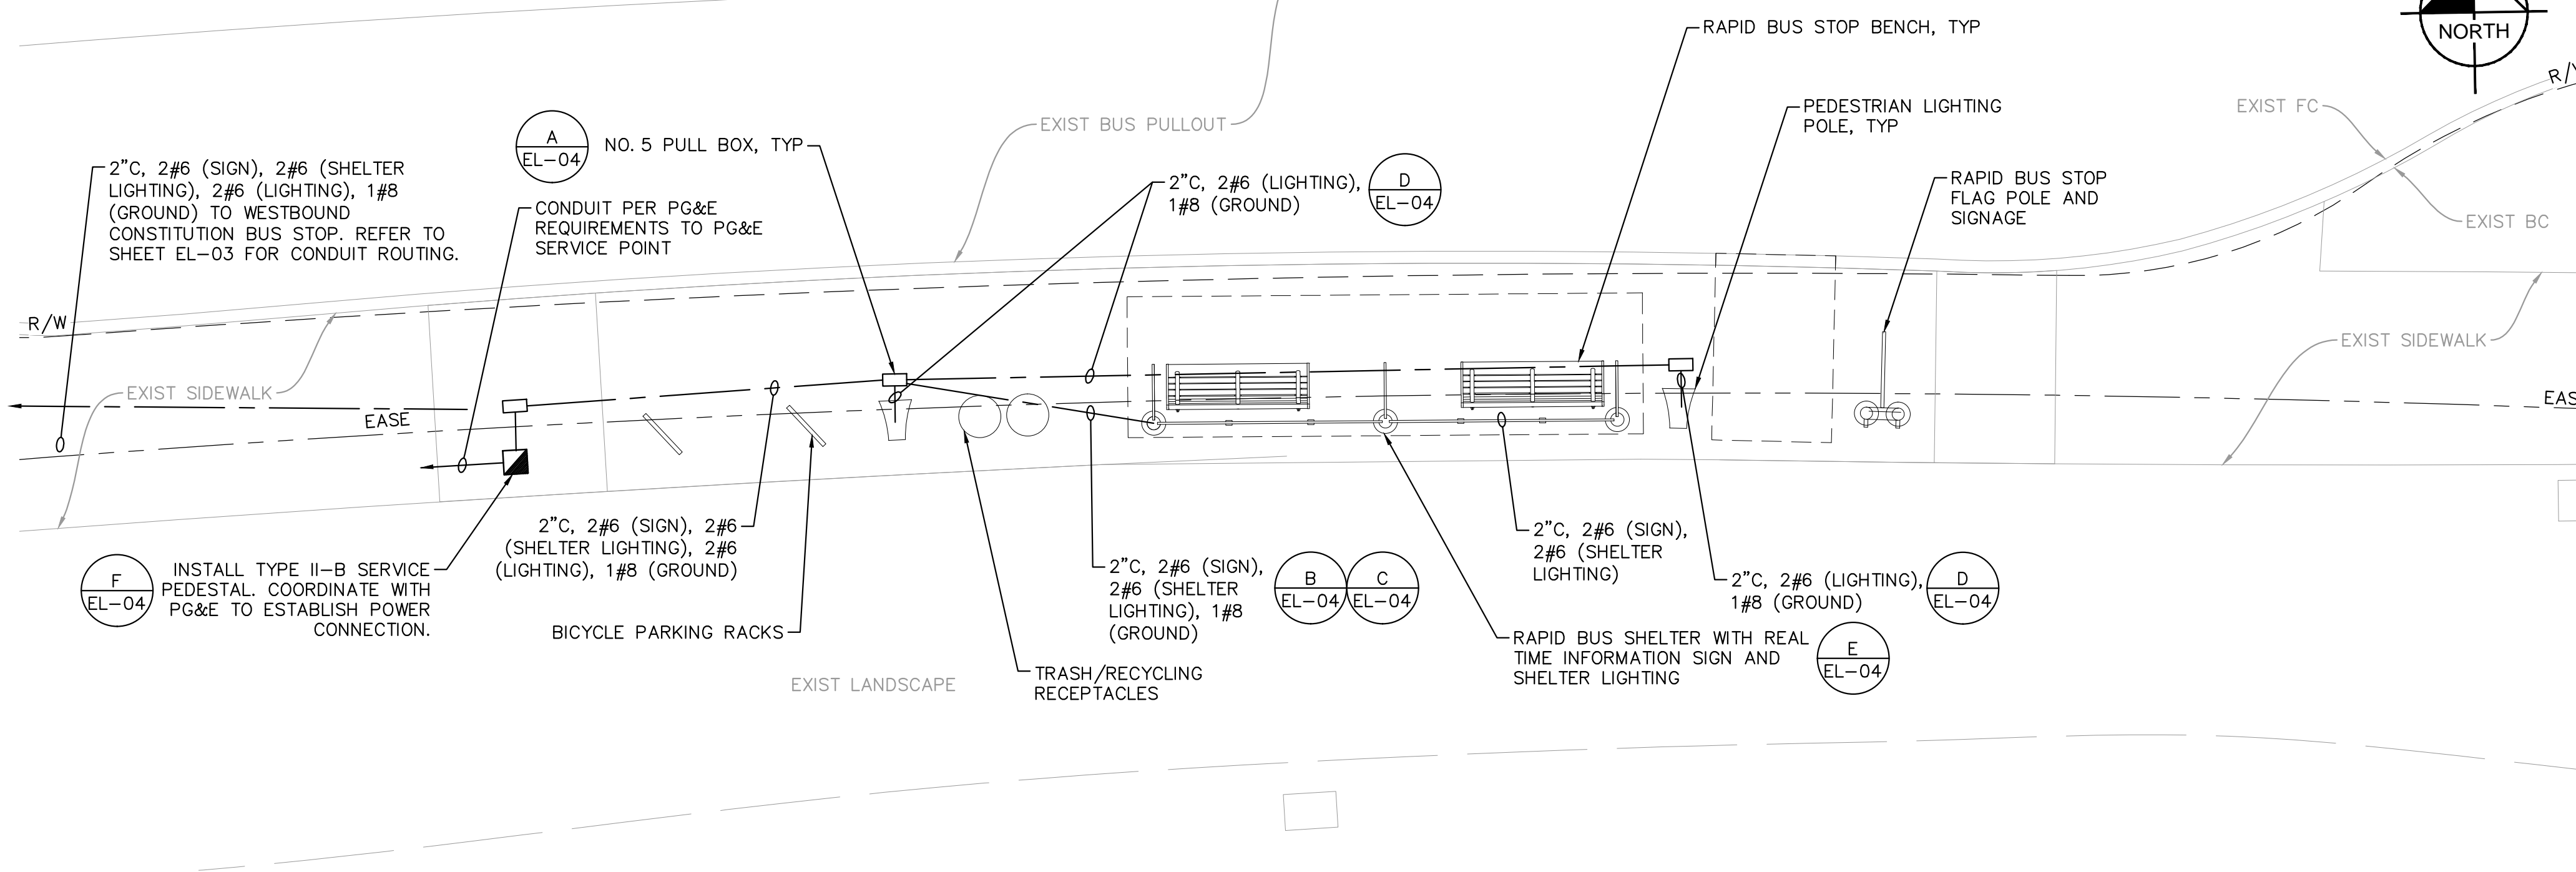 RAPID BUS STOP BENCH, TYP
NORTH
EXIST BUS PULLOUT
PEDESTRIAN LIGHTING
POLE, TYP
EXIST FC
A
EL-04
NO. 5 PULL BOX, TYP
2"C, 2#6 (SIGN), 2#6 (SHELTER
LIGHTING), 2#6 (LIGHTING), 1#8
(GROUND) TO WESTBOUND
CONSTITUTION BUS STOP. REFER TO
SHEET EL-03 FOR CONDUIT ROUTING.
CONDUIT PER PG&E
REQUIREMENTS TO PG&E
SERVICE POINT
2"C, 2#6 (LIGHTING),
1#8 (GROUND)
D
EL-04
RAPID BUS STOP
FLAG POLE AND
SIGNAGE
EXIST BC
R/W
EXIST SIDEWALK
EXIST SIDEWALK
EASE
F
EL-04
INSTALL TYPE II-B SERVICE
PEDESTAL. COORDINATE WITH
PG&E TO ESTABLISH POWER
CONNECTION.
2"C, 2#6 (SIGN), 2#6
(SHELTER LIGHTING), 2#6
(LIGHTING), 1#8 (GROUND)
BICYCLE PARKING RACKS
2"C, 2#6 (SIGN),
2#6 (SHELTER
LIGHTING), 1#8
(GROUND)
B
EL-04
C
EL-04
2"C, 2#6 (SIGN),
2#6 (SHELTER
LIGHTING)
2"C, 2#6 (LIGHTING),
1#8 (GROUND)
D
EL-04
RAPID BUS SHELTER WITH REAL
TIME INFORMATION SIGN AND
SHELTER LIGHTING
E
EL-04
EXIST LANDSCAPE
TRASH/RECYCLING
RECEPTACLES